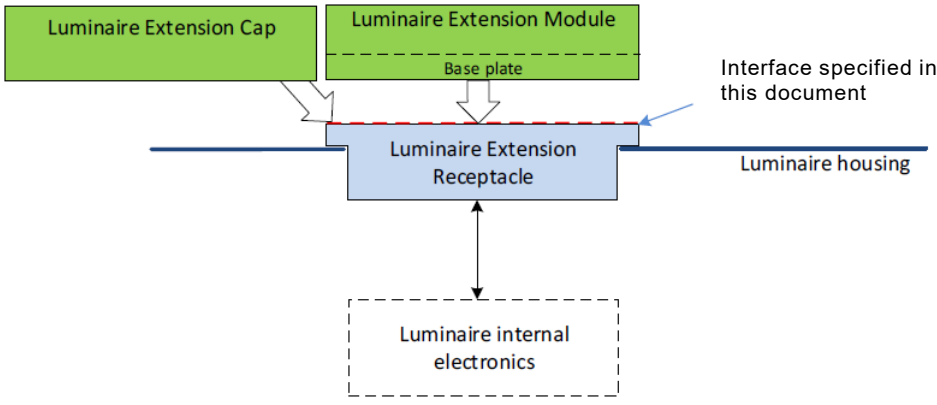 Luminaire Extension Cap
Luminaire Extension Module
Base plate
Interface specified in
this document
Luminaire Extension
Receptacle
Luminaire housing
Luminaire internal
electronics